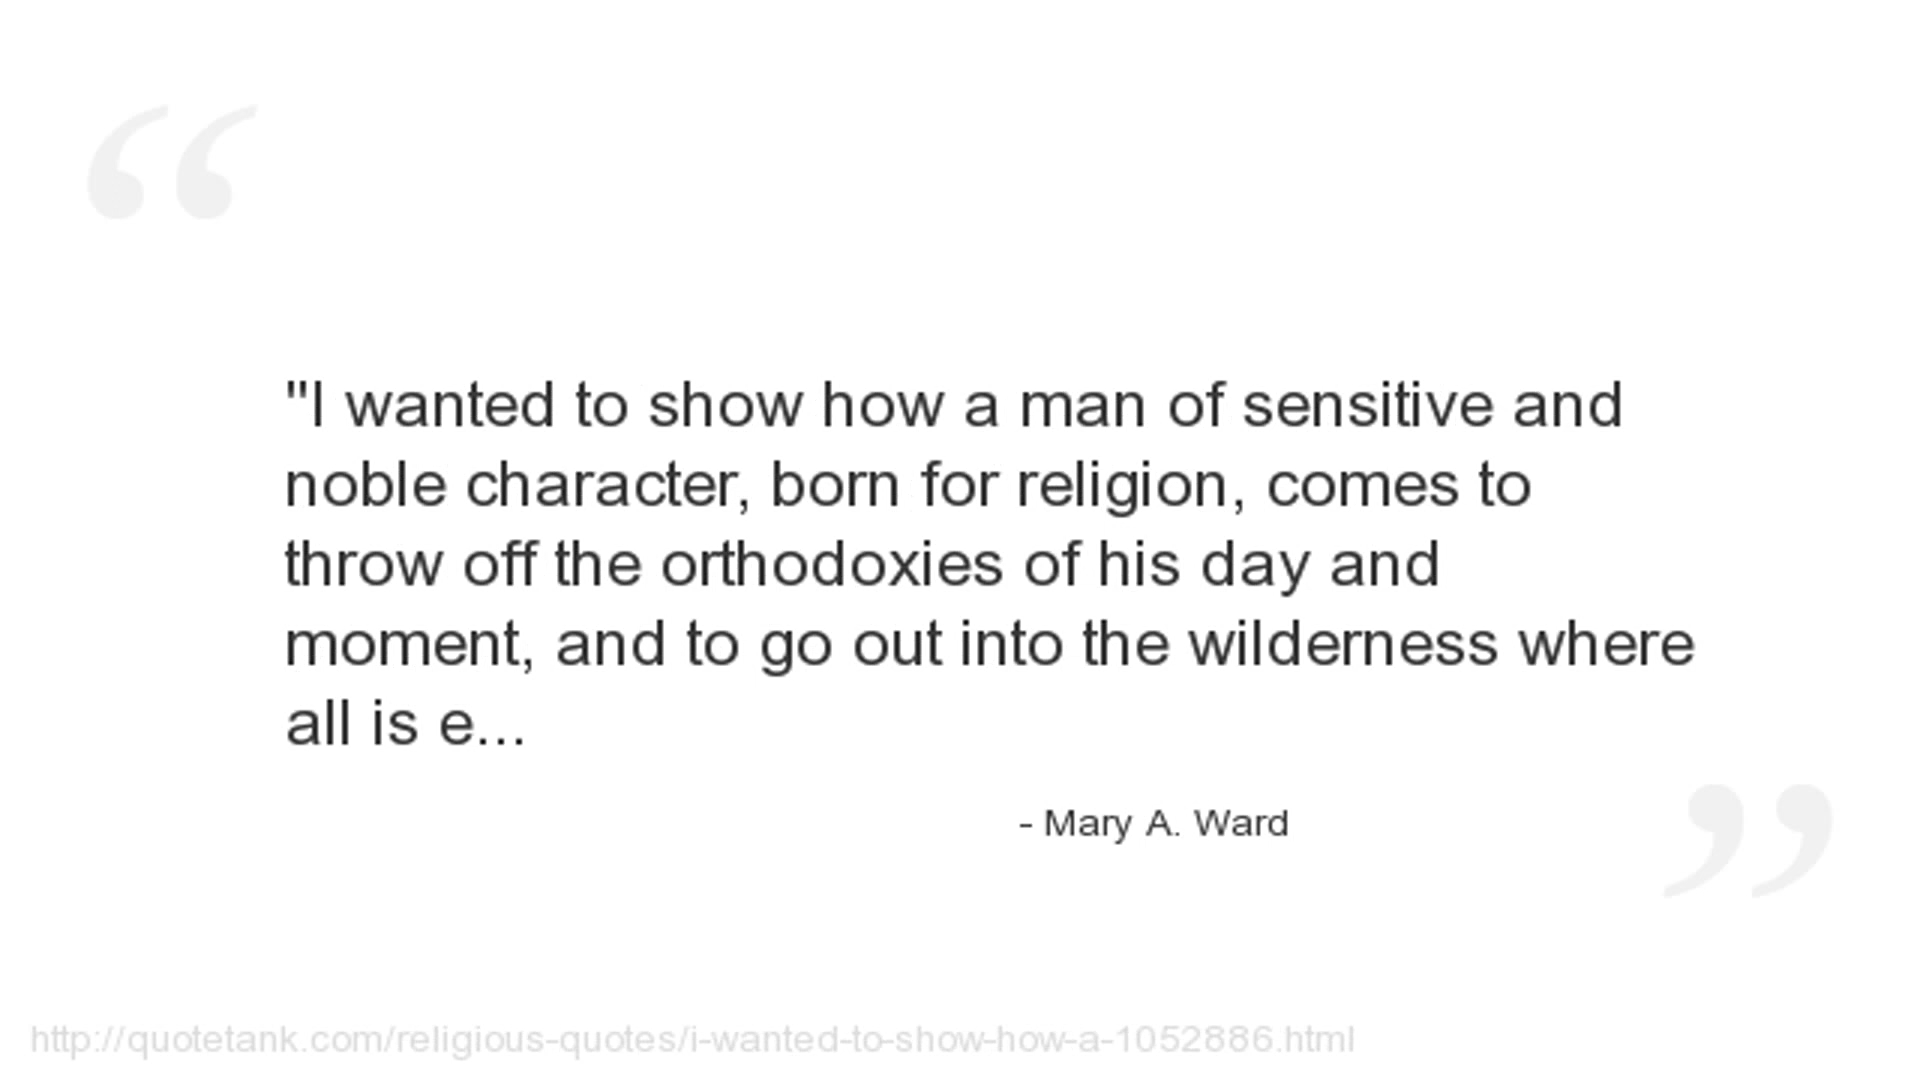 “
"I wanted to show how a man of sensitive and
noble character, born for religion, comes to
throw off the orthodoxies of his day and
moment, and to go out into the wilderness where
all is e...
- Mary A. Ward
”
http://quotetank.com/religious-quotes/i-wanted-to-show-how-a-1052886.html